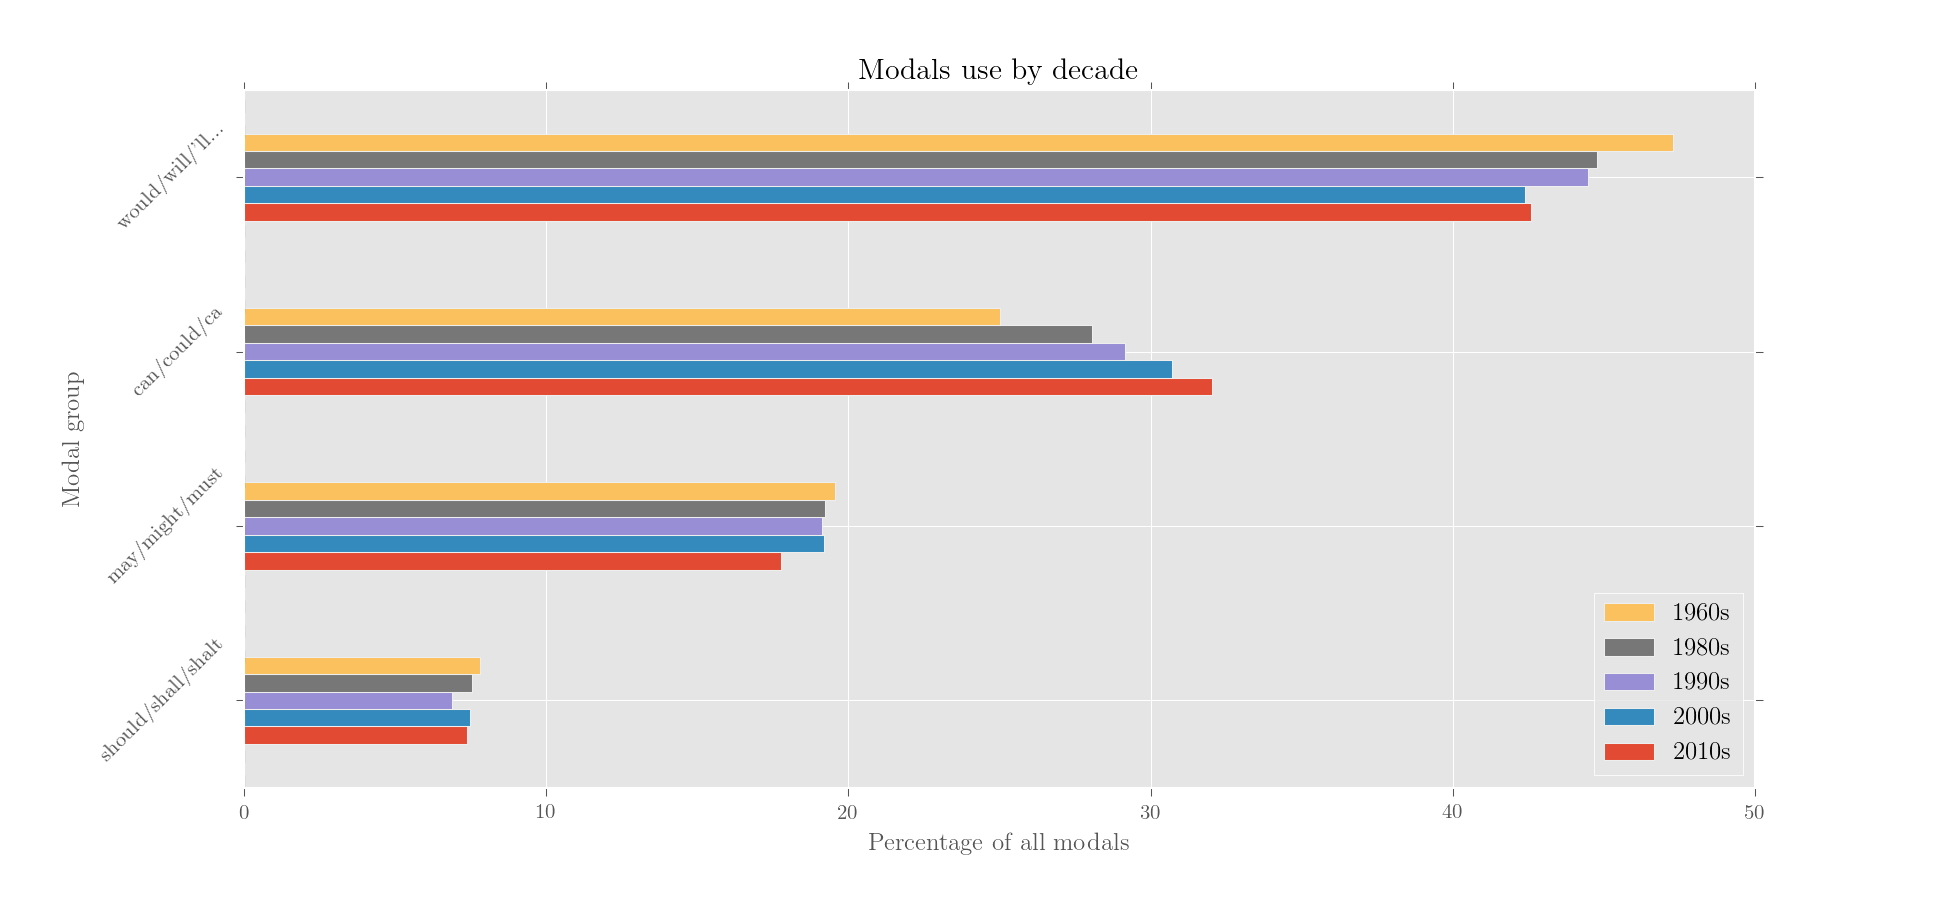 Modals use by decade
would/will/'ll...
can/could/ca
may/might/must
should/shall/shalt
Modal group
1960s
1980s
1990s
2000s
2010s
0 10 20 30 40 50
Percentage of all modals